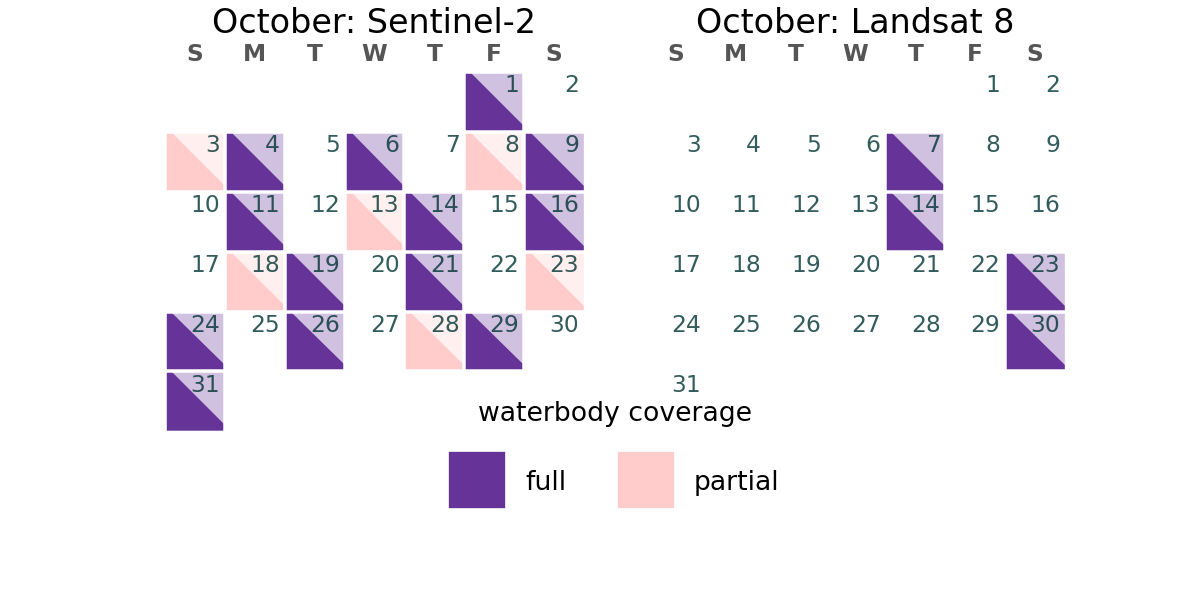 October: Sentinel-2
S M T W T F S
1 2
3 4 5 6 7 8 9
10 11 12 13 14 15 16
17 18 19 20 21 22 23
24 25 26 27 28 29 30
31
October: Landsat 8
S M T W T F S
1 2
3 4 5 6 7 8 9
10 11 12 13 14 15 16
17 18 19 20 21 22 23
24 25 26 27 28 29 30
31
waterbody coverage
full partial